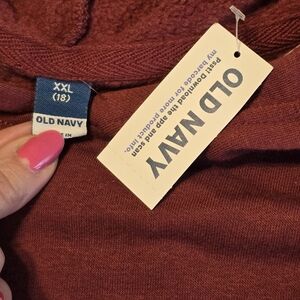 XXL
(18)
OLD NAVY
OLD NAVY
Psst! Download the app and scan
my barcode for more product info.